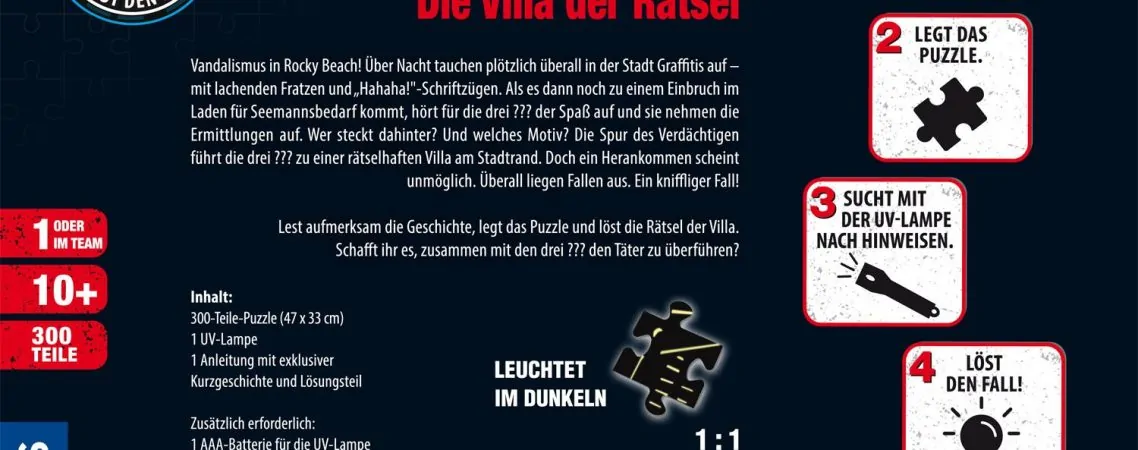 UF DEN
Die Villa der Rätsel
Vandalismus in Rocky Beach! Über Nacht tauchen plötzlich überall in der Stadt Graffitis auf –
mit lachenden Fratzen und „Hahaha!"-Schriftzügen. Als es dann noch zu einem Einbruch im
Laden für Seemannsbedarf kommt, hört für die drei ??? der Spaß auf und sie nehmen die
Ermittlungen auf. Wer steckt dahinter? Und welches Motiv? Die Spur des Verdächtigen
führt die drei ??? zu einer rätselhaften Villa am Stadtrand. Doch ein Herankommen scheint
unmöglich. Überall liegen Fallen aus. Ein kniffliger Fall!
Lest aufmerksam die Geschichte, legt das Puzzle und löst die Rätsel der Villa.
Schafft ihr es, zusammen mit den drei ??? den Täter zu überführen?
1 ODER
IM TEAM
10+
300
TEILE
Inhalt:
300-Teile-Puzzle (47 x 33 cm)
1 UV-Lampe
1 Anleitung mit exklusiver
Kurzgeschichte und Lösungsteil
Zusätzlich erforderlich:
1 AAA-Batterie für die UV-Lampe
LEUCHTET
IM DUNKELN
1:1
2 LEGT DAS
PUZZLE.
3 SUCHT MIT
DER UV-LAMPE
NACH HINWEISEN.
4 LÖST
DEN FALL!